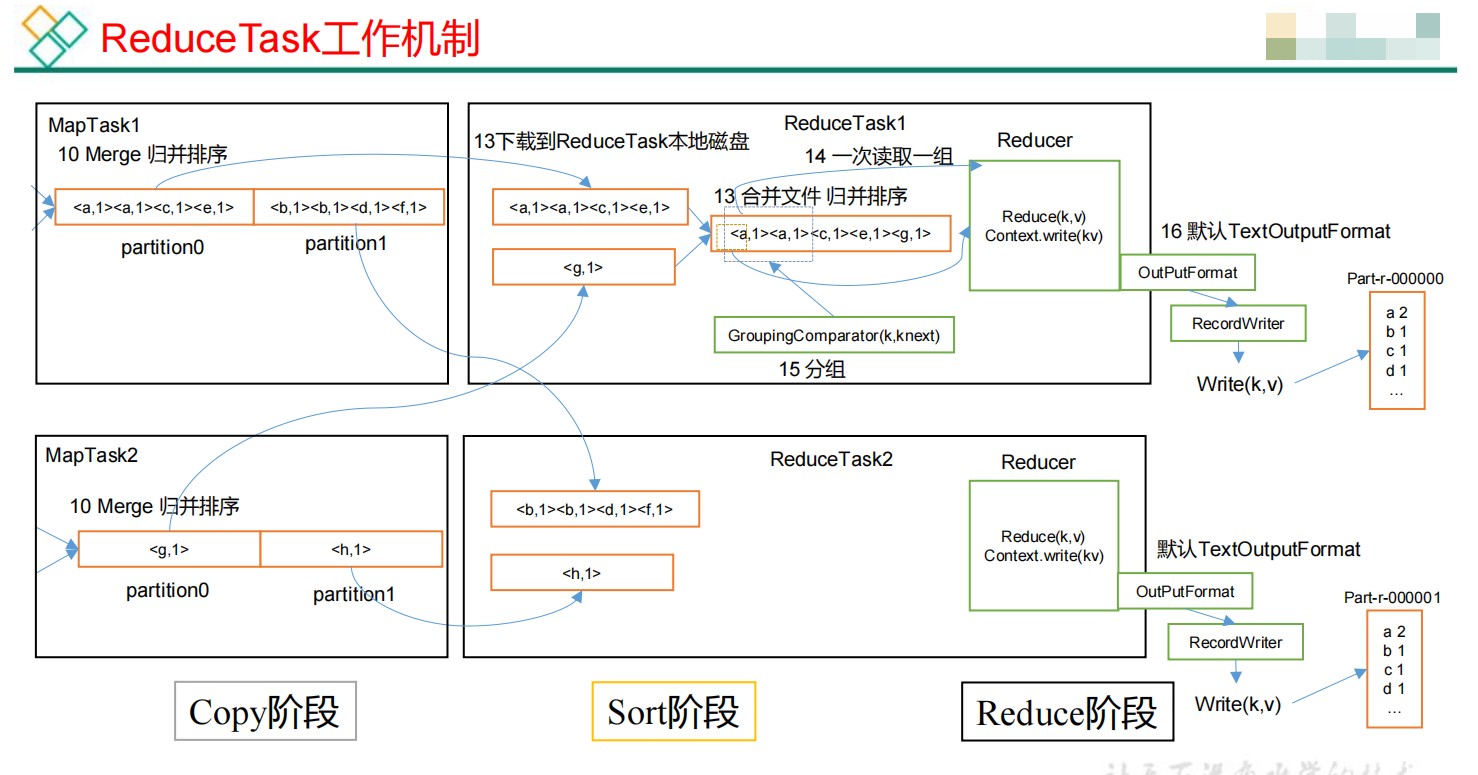 ReduceTask工作机制
MapTask1
10 Merge 归并排序
<a,1><a,1><c,1><e,1>
<b,1><b,1><d,1><f,1>
partition0
partition1
13下载到ReduceTask本地磁盘
ReduceTask1
Reducer
14 一次读取一组
<a,1><a,1><c,1><e,1>
13 合并文件 归并排序
<a,1><a,1><c,1><e,1><g,1>
<g,1>
Reduce(k,v)
Context.write(kv)
GroupingComparator(k,knext)
15 分组
16 默认TextOutputFormat
OutPutFormat
RecordWriter
Write(k,v)
Part-r-000000
a 2
b 1
c 1
d 1
...
MapTask2
10 Merge 归并排序
<g,1>
<h,1>
partition0
partition1
ReduceTask2
Reducer
<b,1><b,1><d,1><f,1>
<h,1>
Reduce(k,v)
Context.write(kv)
默认TextOutputFormat
OutPutFormat
RecordWriter
Write(k,v)
Part-r-000001
a 2
b 1
c 1
d 1
...
Copy阶段
Sort阶段
Reduce阶段